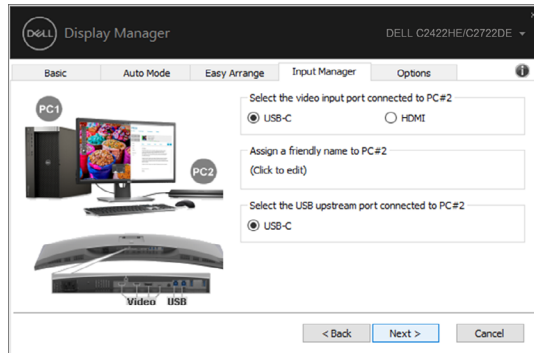 DELL Display Manager
DELL C2422HE/C2722DE
Basic
Auto Mode
Easy Arrange
Input Manager
Options
PC1
PC2
Video USB
Select the video input port connected to PC#2
USB-C
HDMI
Assign a friendly name to PC#2
(Click to edit)
Select the USB upstream port connected to PC#2
USB-C
< Back
Next >
Cancel